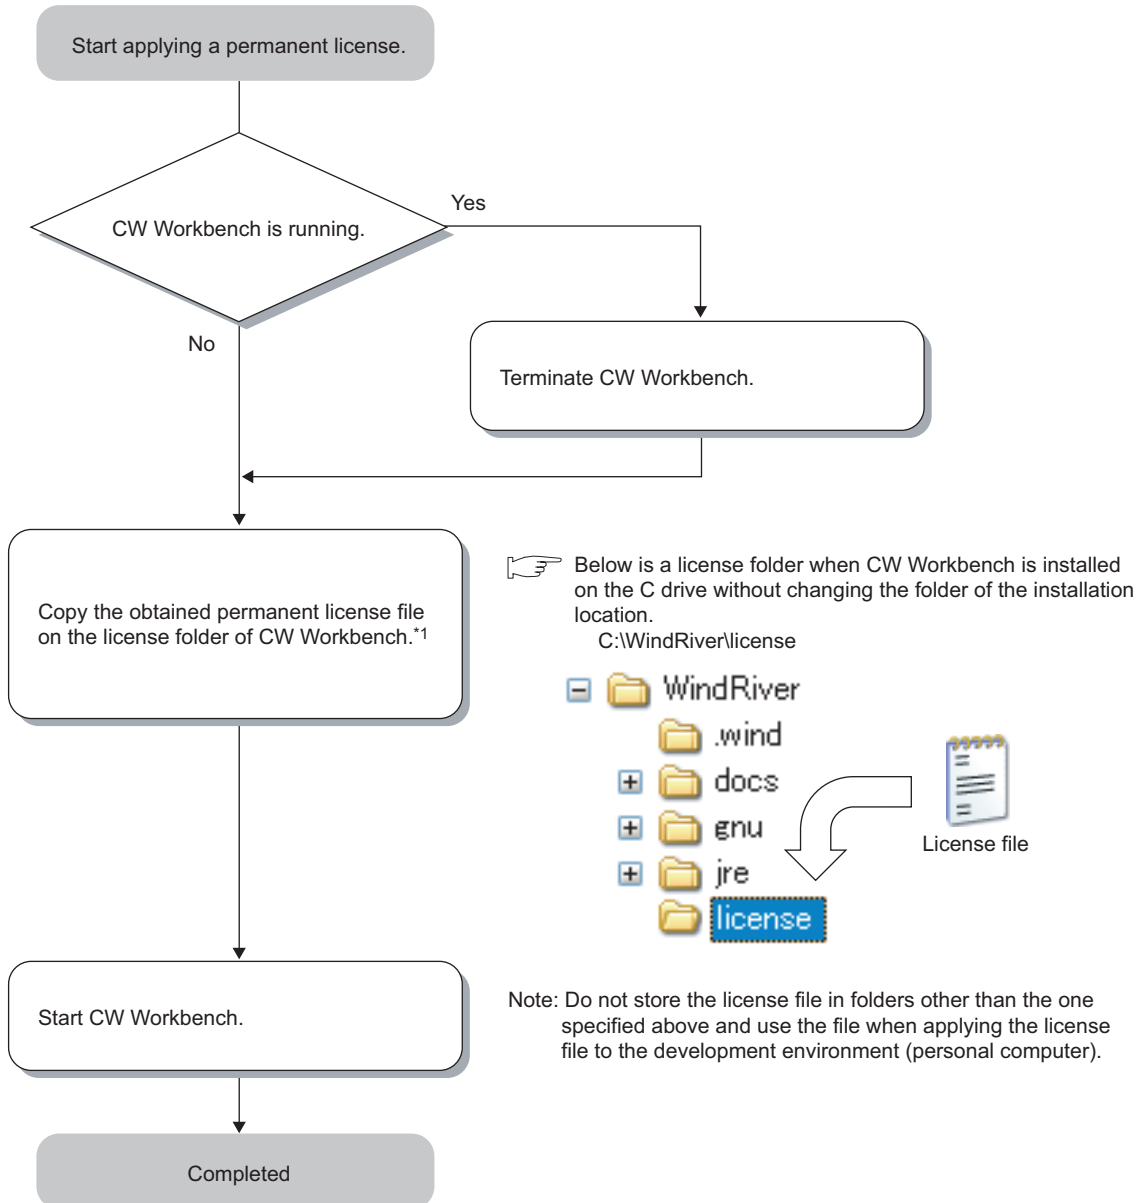 Start applying a permanent license.
CW Workbench is running.
Yes
No
Terminate CW Workbench.
Copy the obtained permanent license file
on the license folder of CW Workbench.*1
Below is a license folder when CW Workbench is installed
on the C drive without changing the folder of the installation
location.
C:\WindRiver\license
WindRiver
.wind
docs
gnu
jre
license
License file
Start CW Workbench.
Note: Do not store the license file in folders other than the one
specified above and use the file when applying the license
file to the development environment (personal computer).
Completed